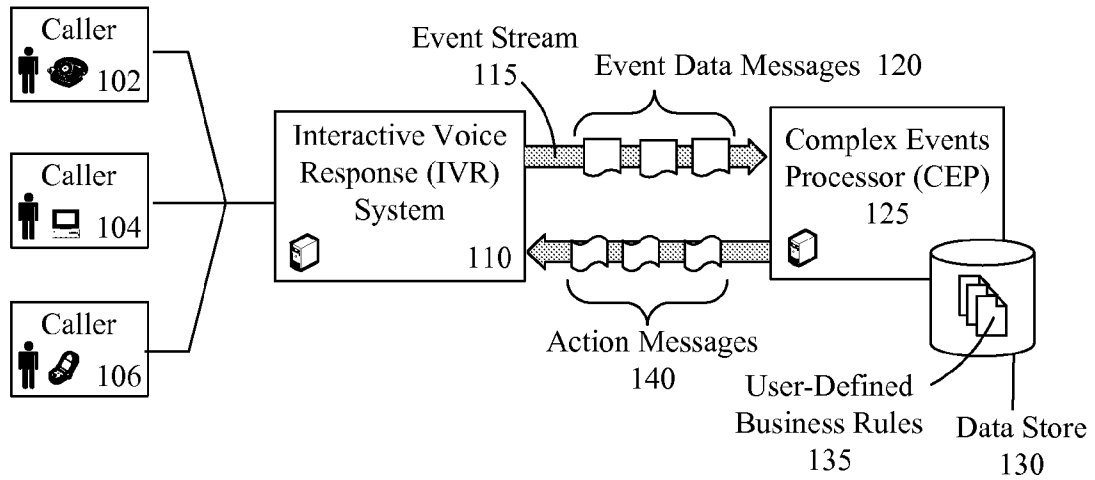 Caller
102
Caller
104
Caller
106
Interactive Voice
Response (IVR)
System
110
Event Stream
115
Event Data Messages 120
Complex Events
Processor (CEP)
125
Action Messages
140
User-Defined
Business Rules
135
Data Store
130